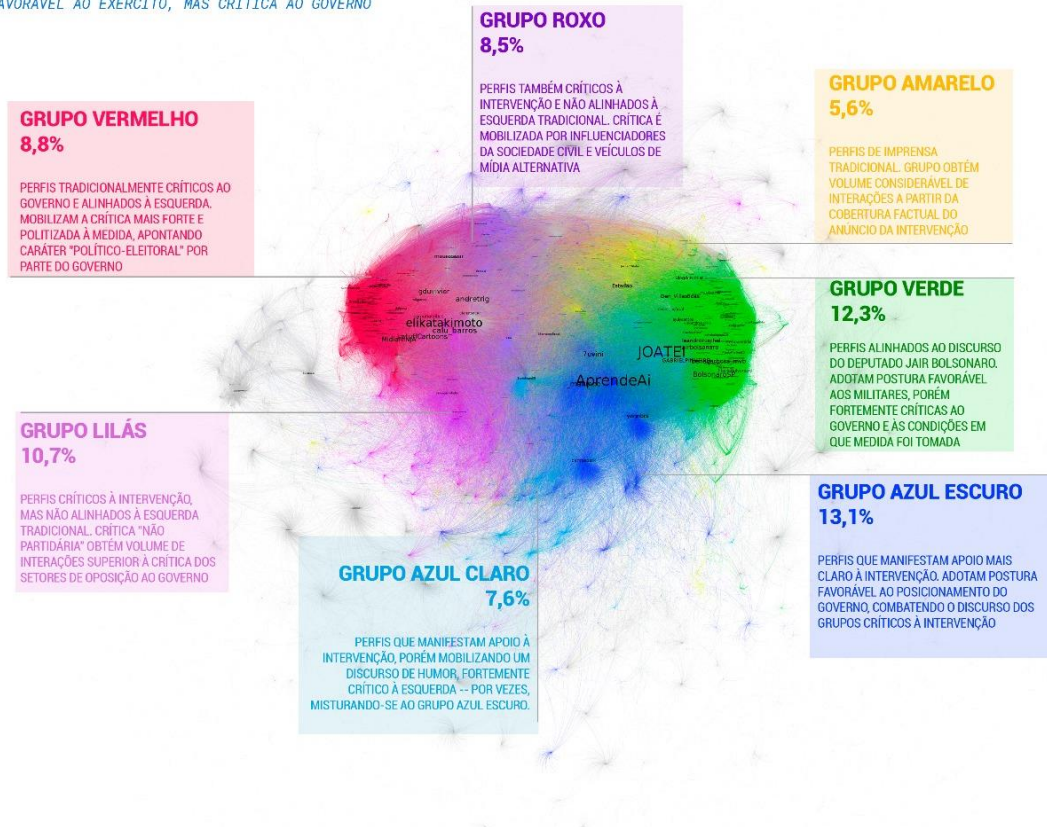 AVORÁVEL AO EXÉRCITO, MAS CRÍTICA AO GOVERNO
GRUPO ROXO
8,5%
PERFIS TAMBÉM CRÍTICOS À
INTERVENÇÃO E NÃO ALINHADOS À
ESQUERDA TRADICIONAL. CRÍTICA É
MOBILIZADA POR INFLUENCIADORES
DA SOCIEDADE CIVIL E VEÍCULOS DE
MÍDIA ALTERNATIVA
GRUPO AMARELO
5,6%
PERFIS DE IMPRENSA
TRADICIONAL. GRUPO OBTÉM
VOLUME CONSIDERÁVEL DE
INTERAÇÕES A PARTIR DA
COBERTURA FACTUAL DO
ANÚNCIO DA INTERVENÇÃO
GRUPO VERMELHO
8,8%
PERFIS TRADICIONALMENTE CRÍTICOS AO
GOVERNO E ALINHADOS À ESQUERDA.
MOBILIZAM A CRÍTICA MAIS FORTE E
POLITIZADA À MEDIDA, APONTANDO
CARÁTER "POLÍTICO-ELEITORAL" POR
PARTE DO GOVERNO
GRUPO VERDE
12,3%
PERFIS ALINHADOS AO DISCURSO
DO DEPUTADO JAIR BOLSONARO.
ADOTAM POSTURA FAVORÁVEL
AOS MILITARES, PORÉM
FORTEMENTE CRÍTICAS AO
GOVERNO E ÀS CONDIÇÕES EM
QUE MEDIDA FOI TOMADA
andretrig
elikatakimoto
calu_barros
JOATEI
AprendeAi
GRUPO LILÁS
10,7%
PERFIS CRÍTICOS À INTERVENÇÃO,
MAS NÃO ALINHADOS À ESQUERDA
TRADICIONAL. CRÍTICA "NÃO
PARTIDÁRIA" OBTÉM VOLUME DE
INTERAÇÕES SUPERIOR À CRÍTICA DOS
SETORES DE OPOSIÇÃO AO GOVERNO
GRUPO AZUL ESCURO
13,1%
PERFIS QUE MANIFESTAM APOIO MAIS
CLARO À INTERVENÇÃO. ADOTAM POSTURA
FAVORÁVEL AO POSICIONAMENTO DO
GOVERNO, COMBATENDO O DISCURSO DOS
GRUPOS CRÍTICOS À INTERVENÇÃO
GRUPO AZUL CLARO
7,6%
PERFIS QUE MANIFESTAM APOIO À
INTERVENÇÃO, PORÉM MOBILIZANDO UM
DISCURSO DE HUMOR, FORTEMENTE
CRÍTICO À ESQUERDA -- POR VEZES,
MISTURANDO-SE AO GRUPO AZUL ESCURO.